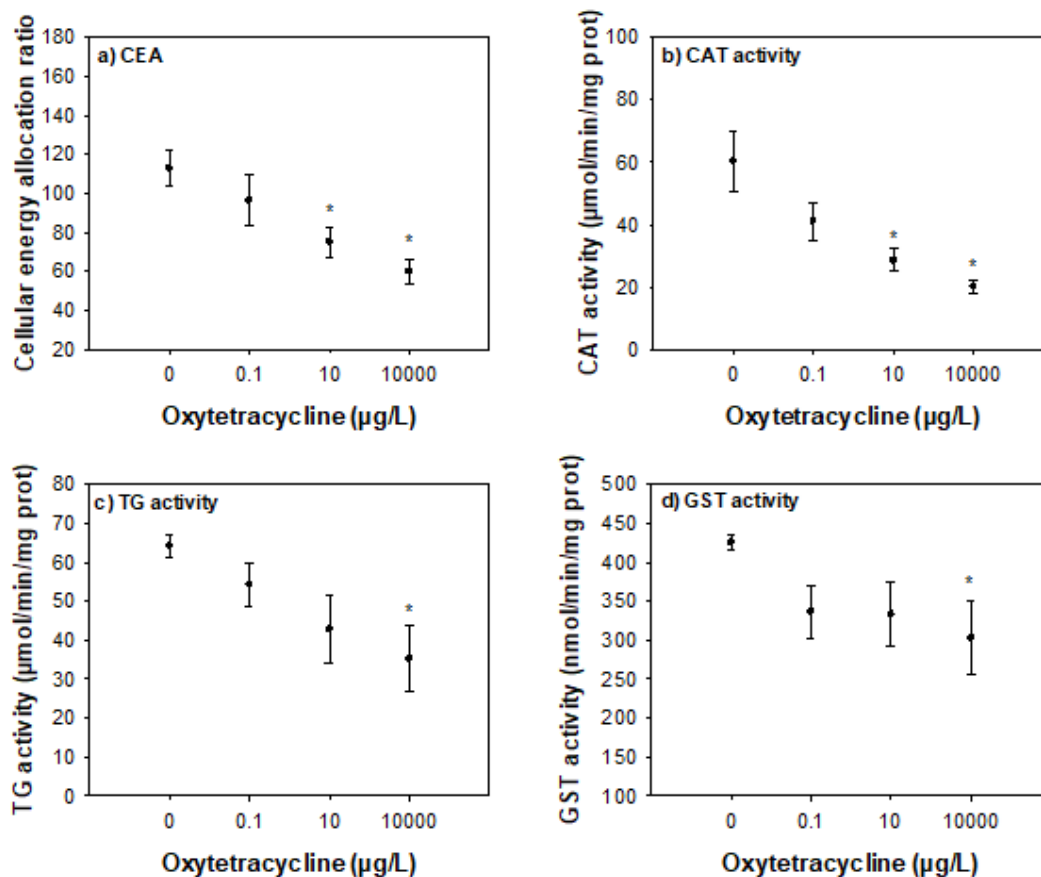 a) CEA
Cellular energy allocation ratio
180
160
140
120
100
80
60
40
20
*
*
0 0.1 10 10000
Oxytetracycline (µg/L)
b) CAT activity
CAT activity (µmol/min/mg prot)
100
80
60
40
20
0
*
*
0 0.1 10 10000
Oxytetracycline (µg/L)
c) TG activity
TG activity (µmol/min/mg prot)
80
70
60
50
40
30
20
10
0
*
0 0.1 10 10000
Oxytetracycline (µg/L)
d) GST activity
GST activity (nmol/min/mg prot)
500
450
400
350
300
250
200
150
100
*
0 0.1 10 10000
Oxytetracycline (µg/L)